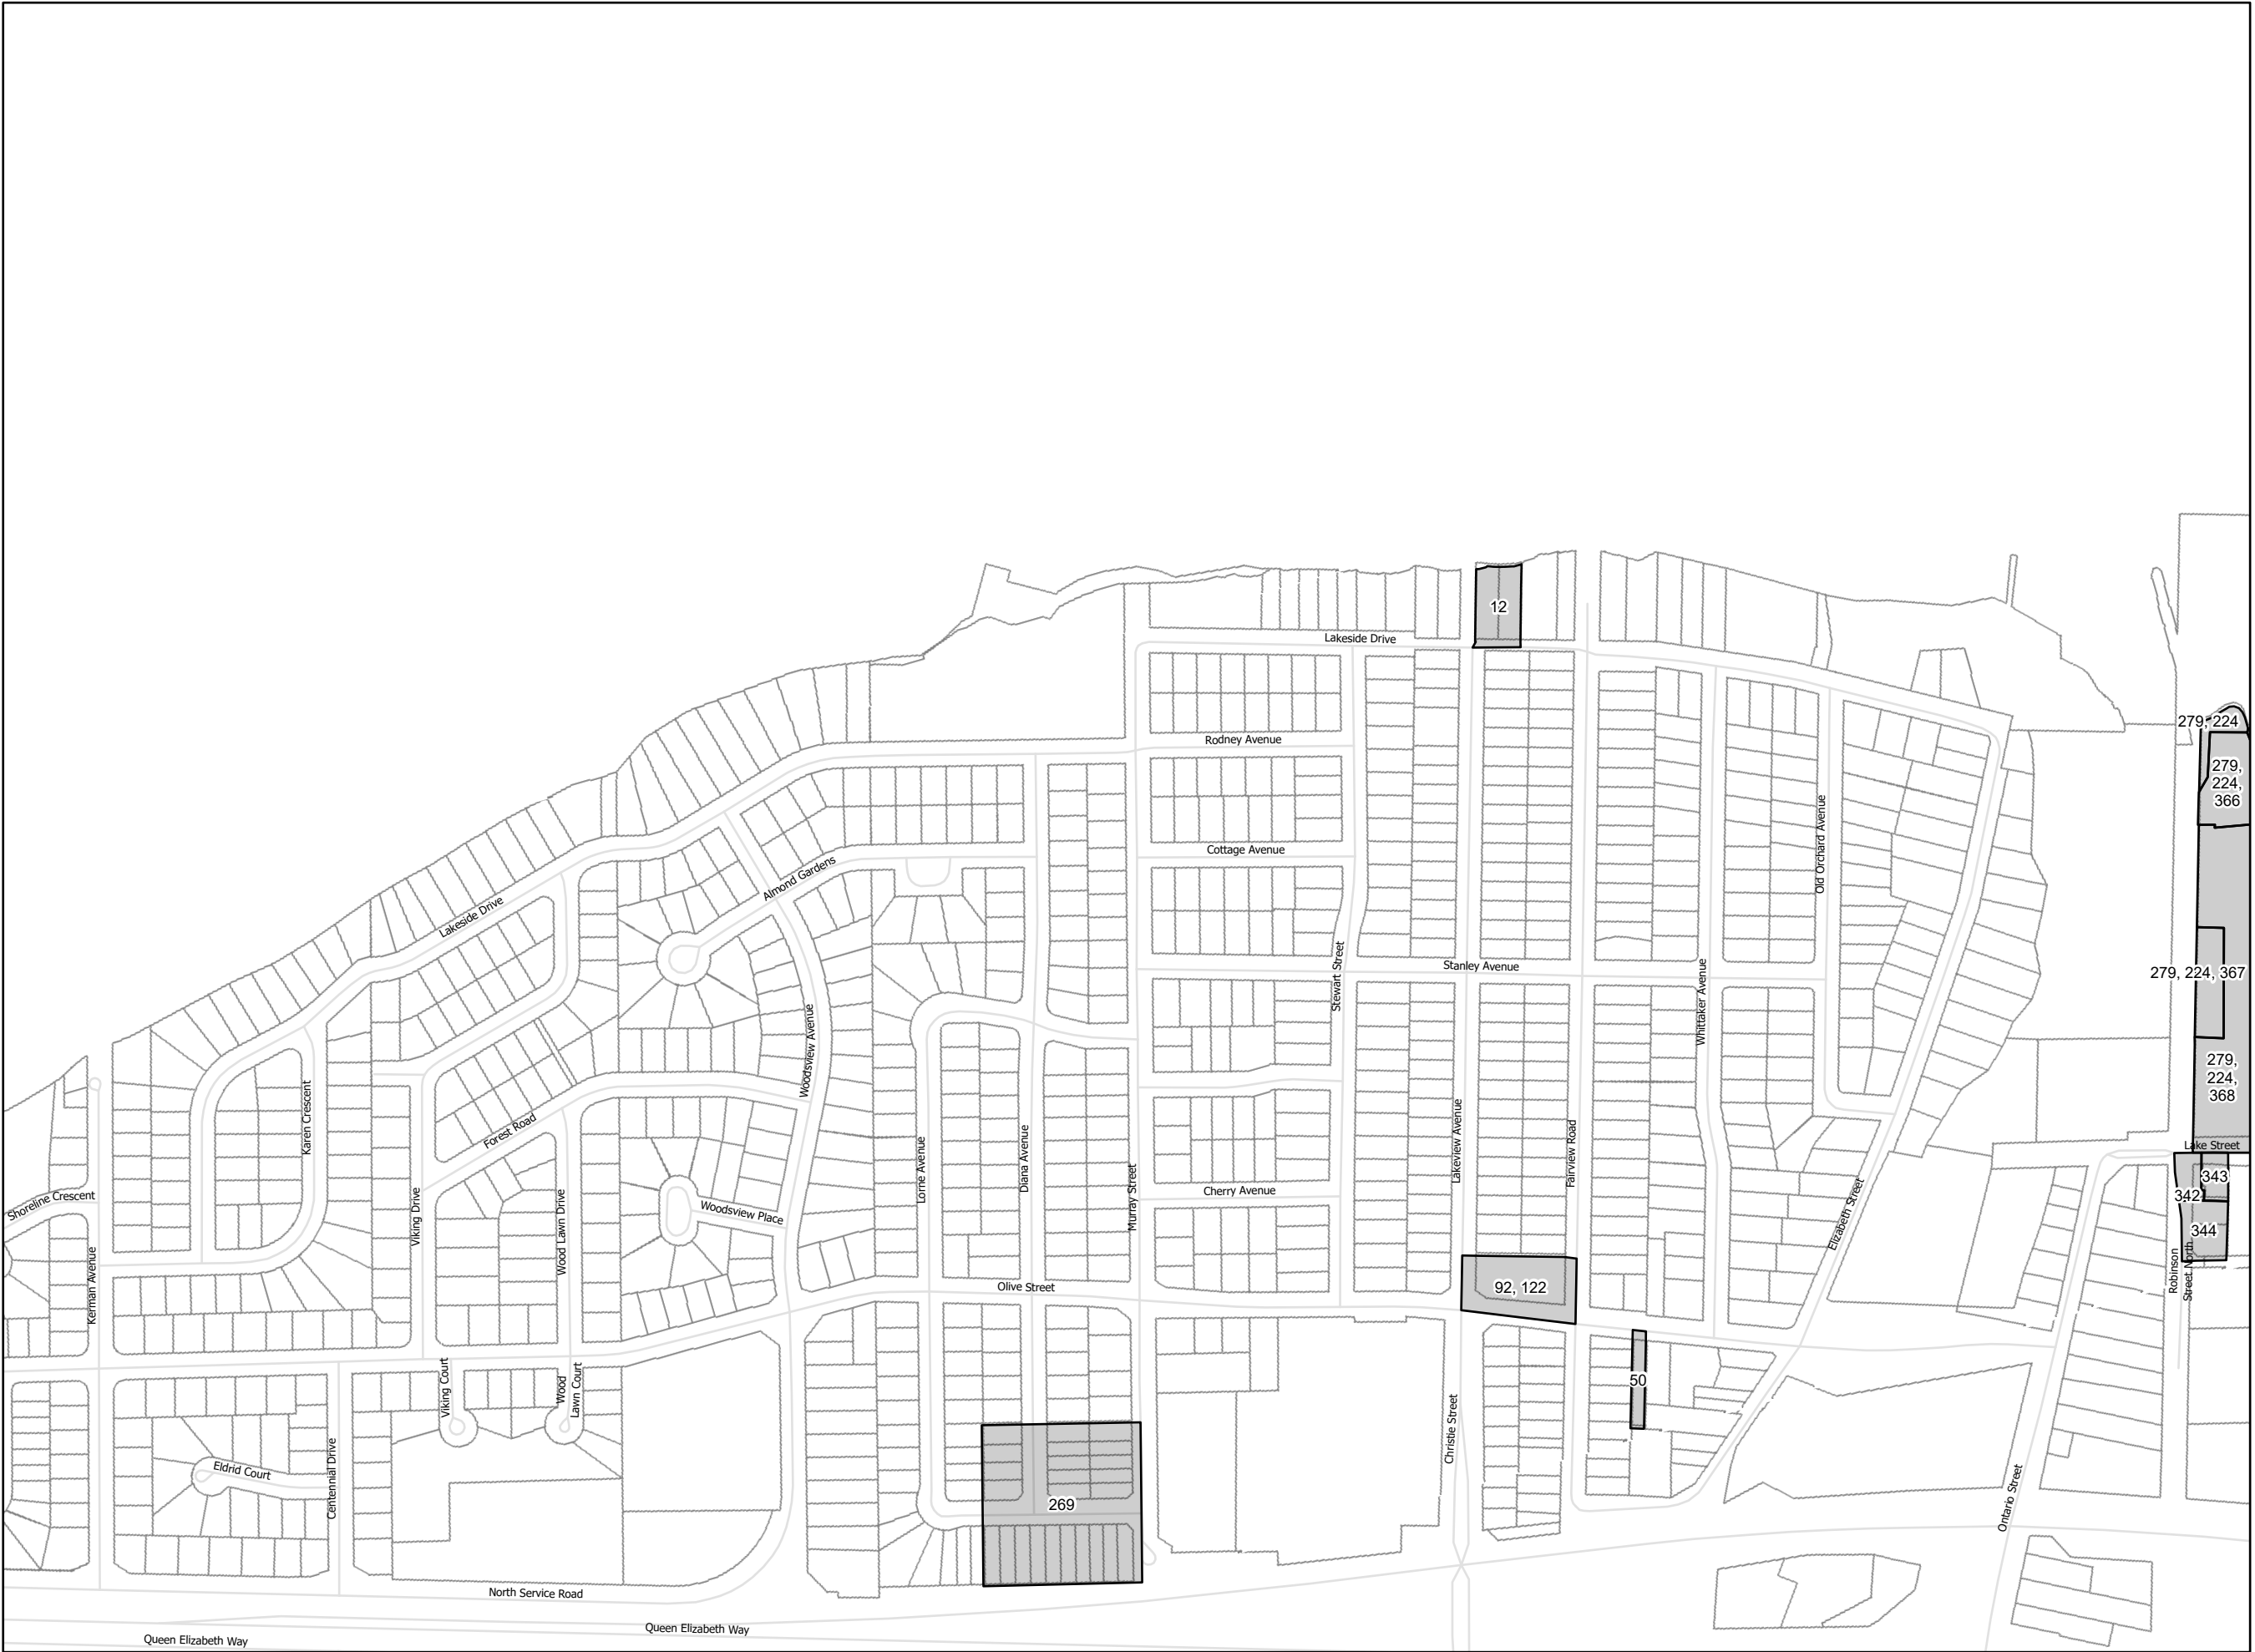 12
Lakeside Drive
279, 224
Rodney Avenue
279,
224,
366
Old Orchard Avenue
Cottage Avenue
Almond Gardens
Lakeside Drive
Stewart Street
Stanley Avenue
Whittaker Avenue
279, 224, 367
Woodsview Avenue
279,
224,
368
Karen Crescent
Forest Road
Lorne Avenue
Diana Avenue
Murray Street
Lakeview Avenue
Fairview Road
Lake Street
343
342
344
Shoreline Crescent
Viking Drive
Wood Lawn Drive
Woodsview Place
Cherry Avenue
Elizabeth Street
Robinson
Street North
Kerman Avenue
Olive Street
92, 122
50
Viking Court
Wood
Lawn Court
Christie Street
Eldrid Court
Centennial Drive
269
Ontario Street
North Service Road
Queen Elizabeth Way
Queen Elizabeth Way